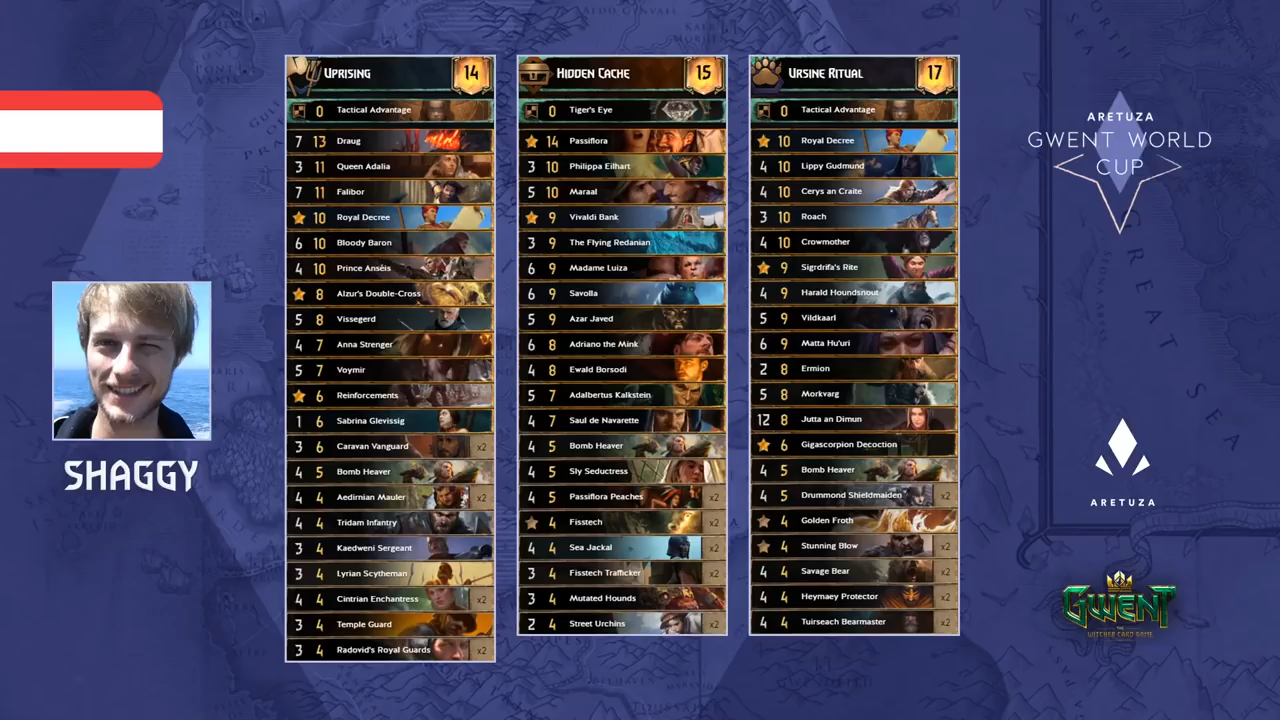 UPRISING 14
0 Tactical Advantage
7 13 Draug
3 11 Queen Adalia
7 11 Falibor
10 Royal Decree
6 10 Bloody Baron
4 10 Prince Anséis
8 Alzur's Double-Cross
5 8 Vissegerd
4 7 Anna Strenger
5 7 Voymir
6 Reinforcements
1 6 Sabrina Glevissig
3 6 Caravan Vanguard x2
4 5 Bomb Heaver
4 4 Aedirnian Mauler x2
4 4 Tridam Infantry
3 4 Kaedweni Sergeant
3 4 Lyrian Scytheman
4 4 Cintrian Enchantress x2
3 4 Temple Guard
3 4 Radovid's Royal Guards x2
HIDDEN CACHE 15
0 Tiger's Eye
14 Passiflora
3 10 Philippa Eilhart
5 10 Maraal
9 Vivaldi Bank
3 9 The Flying Redanian
6 9 Madame Luiza
6 9 Savolla
5 9 Azar Javed
6 8 Adriano the Mink
4 8 Ewald Borsodi
5 7 Adalbertus Kalkstein
4 7 Saul de Navarette
4 5 Bomb Heaver
4 5 Sly Seductress
4 5 Passiflora Peaches x2
4 Fisstech x2
4 4 Sea Jackal x2
3 4 Fisstech Trafficker x2
3 4 Mutated Hounds
2 4 Street Urchins x2
URSINE RITUAL 17
0 Tactical Advantage
10 Royal Decree
4 10 Lippy Gudmund
4 10 Cerys an Craite
3 10 Roach
4 10 Crowmother
9 Sigrdrifa's Rite
4 9 Harald Houndsnout
5 9 Vildkaarl
6 9 Matta Hu'uri
2 8 Ermion
5 8 Morkvarg
12 8 Jutta an Dimun
6 Gigascorpion Decoction
4 5 Bomb Heaver
4 5 Drummond Shieldmaiden x2
4 Golden Froth
4 Stunning Blow x2
4 4 Savage Bear x2
4 4 Heymaey Protector x2
4 4 Tuirseach Bearmaster x2
SHAGGY
ARETUZA
GWENT WORLD
CUP
ARETUZA
GWENT
THE
WITCHER CARD GAME